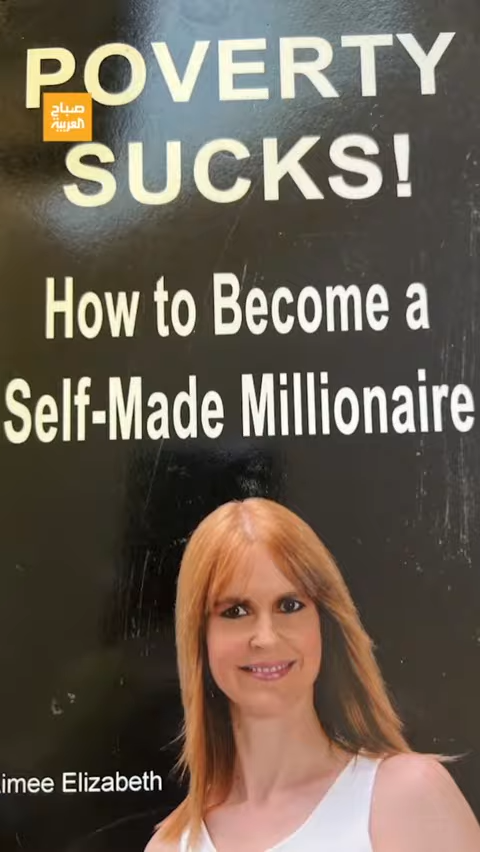 POVERTY
صباح
العربية
SUCKS!
How to Become a
Self-Made Millionaire
imee Elizabeth